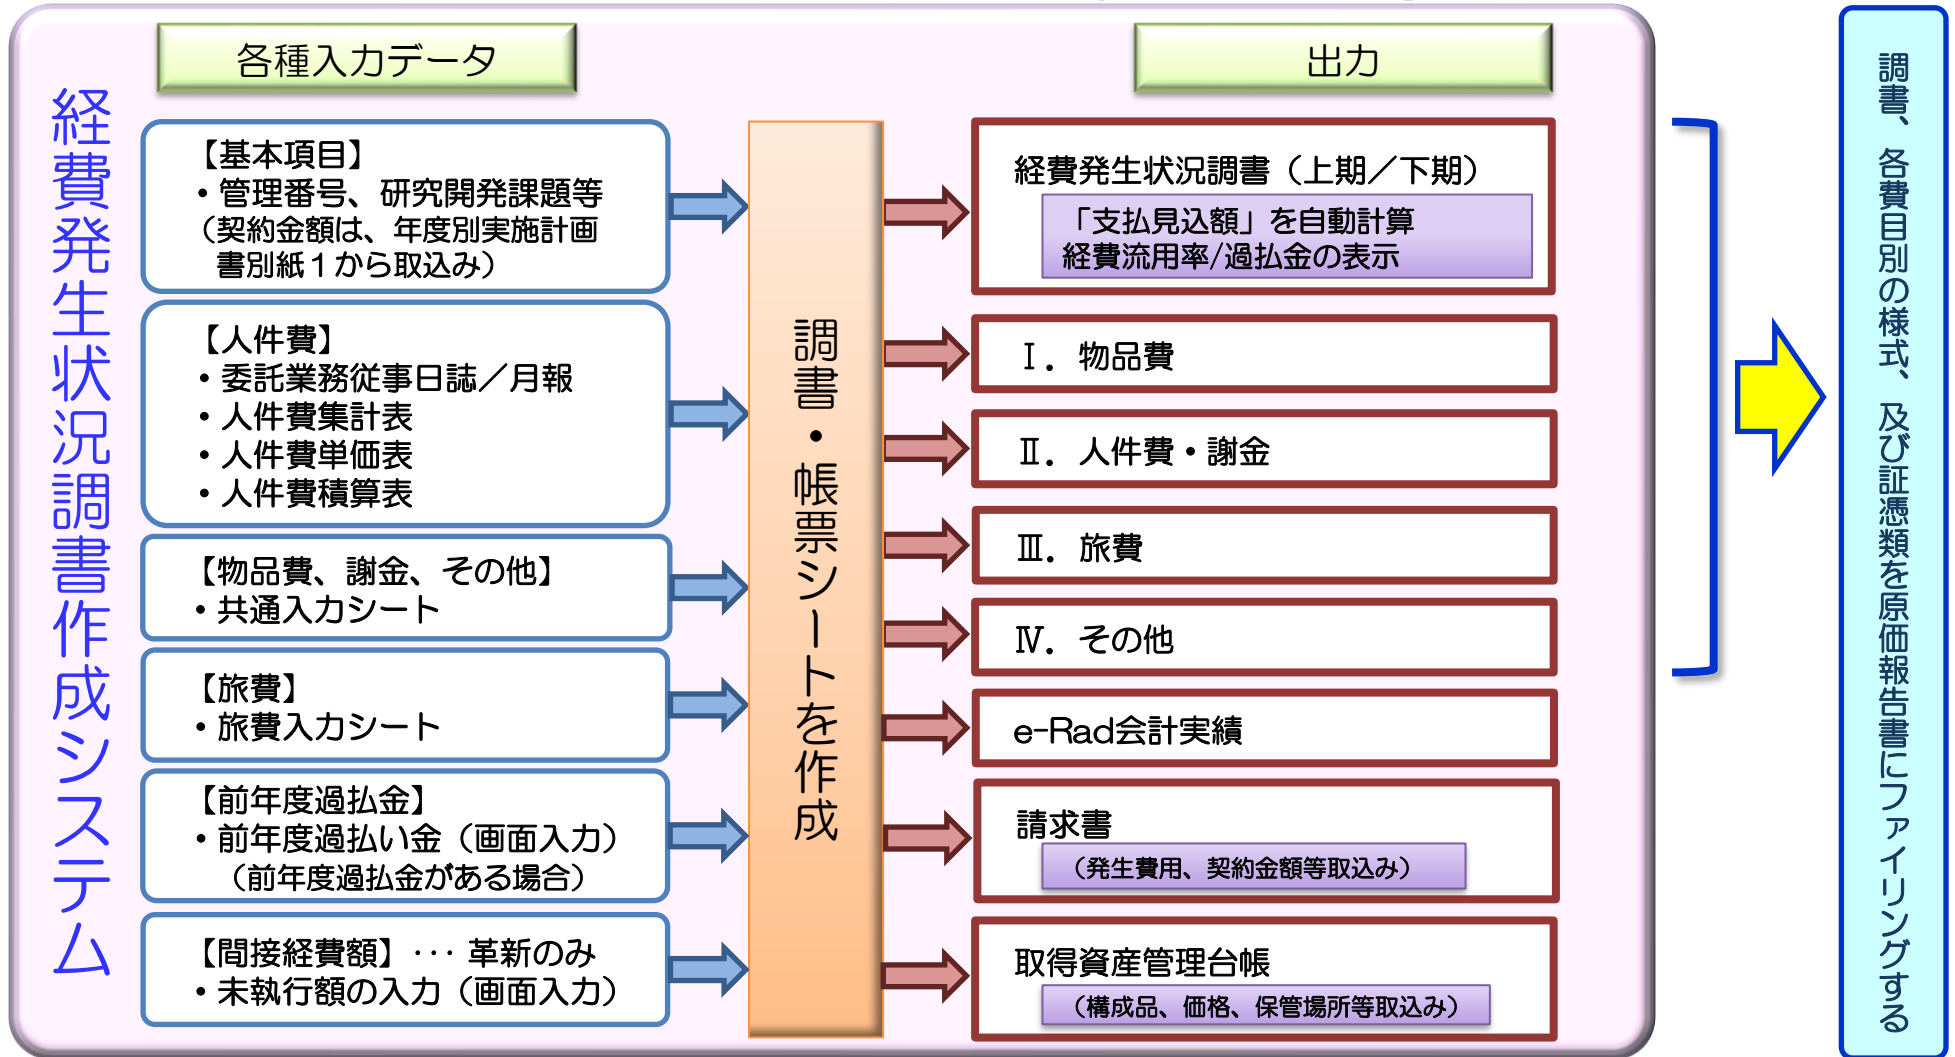 経費発生状況調書作成システム
各種入力データ
【基本項目】
・管理番号、研究開発課題等
（契約金額は、年度別実施計画
書別紙１から取込み）
【人件費】
・委託業務従事日誌／月報
・人件費集計表
・人件費単価表
・人件費積算表
【物品費、謝金、その他】
・共通入力シート
【旅費】
・旅費入力シート
【前年度過払金】
・前年度過払い金（画面入力）
（前年度過払金がある場合）
【間接経費額】･･･革新のみ
・未執行額の入力（画面入力）
調書・帳票シートを作成
出力
経費発生状況調書（上期／下期）
「支払見込額」を自動計算
経費流用率/過払金の表示
Ⅰ．物品費
Ⅱ．人件費・謝金
Ⅲ．旅費
Ⅳ．その他
e-Rad会計実績
請求書
（発生費用、契約金額等取込み）
取得資産管理台帳
（構成品、価格、保管場所等取込み）
調書、各費目別の様式、及び証憑類を原価報告書にファイリングする